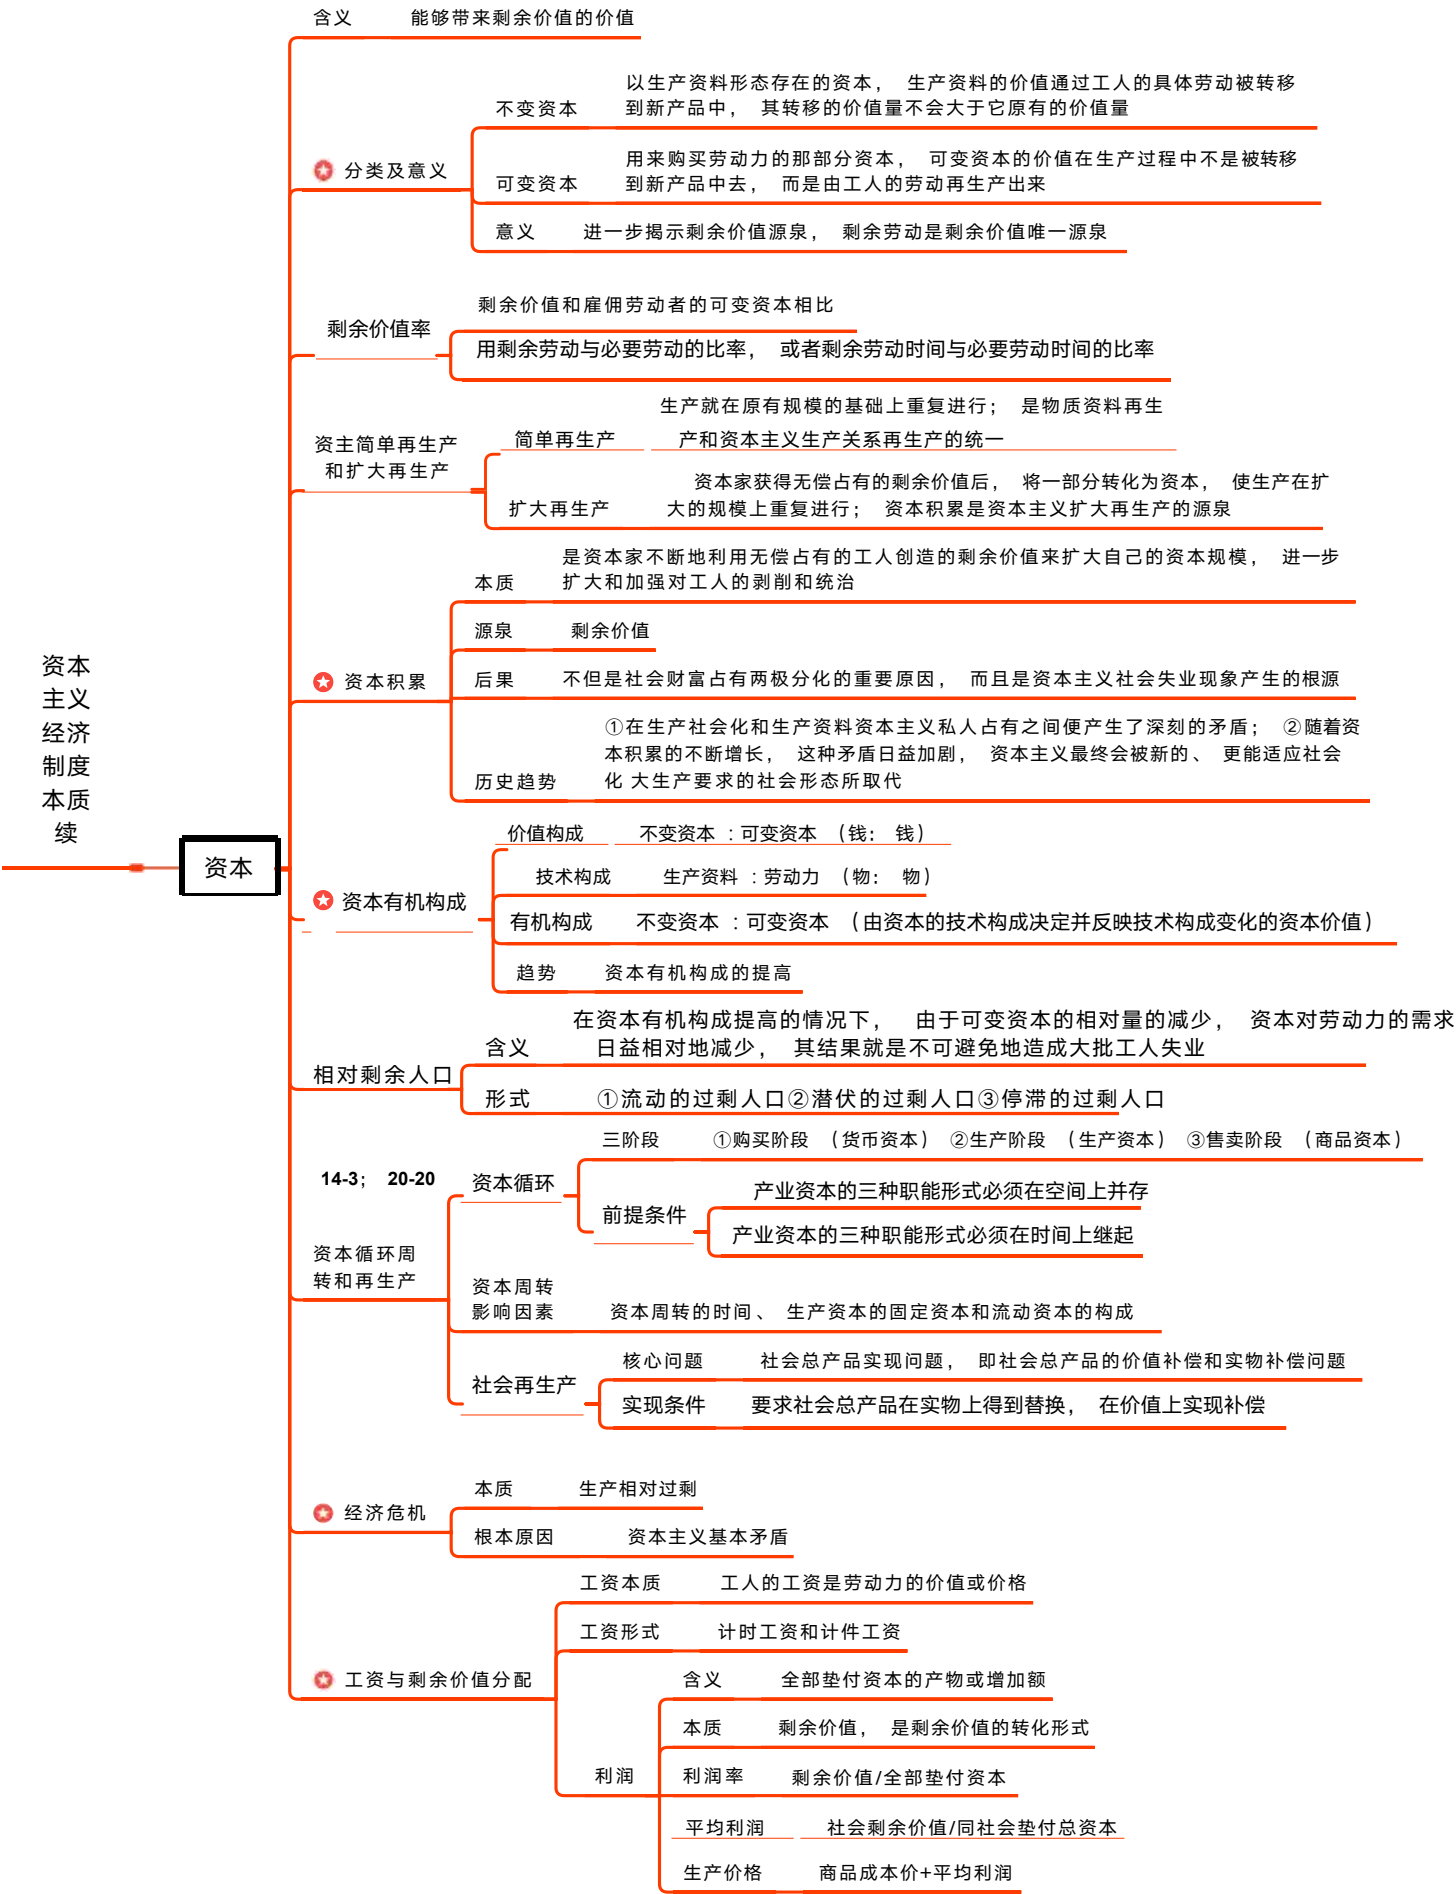 含义 能够带来剩余价值的价值
以生产资料形态存在的资本， 生产资料的价值通过工人的具体劳动被转移
不变资本 到新产品中， 其转移的价值量不会大于它原有的价值量
用来购买劳动力的那部分资本， 可变资本的价值在生产过程中不是被转移
分类及意义
可变资本 到新产品中去， 而是由工人的劳动再生产出来
意义 进一步揭示剩余价值源泉， 剩余劳动是剩余价值唯一源泉
剩余价值和雇佣劳动者的可变资本相比
剩余价值率
用剩余劳动与必要劳动的比率， 或者剩余劳动时间与必要劳动时间的比率
生产就在原有规模的基础上重复进行； 是物质资料再生
简单再生产 产和资本主义生产关系再生产的统一
资主简单再生产
和扩大再生产
资本家获得无偿占有的剩余价值后， 将一部分转化为资本， 使生产在扩
扩大再生产 大的规模上重复进行； 资本积累是资本主义扩大再生产的源泉
是资本家不断地利用无偿占有的工人创造的剩余价值来扩大自己的资本规模， 进一步
本质 扩大和加强对工人的剥削和统治
源泉 剩余价值
资本积累
后果 不但是社会财富占有两极分化的重要原因， 而且是资本主义社会失业现象产生的根源
①在生产社会化和生产资料资本主义私人占有之间便产生了深刻的矛盾； ②随着资
本积累的不断增长， 这种矛盾日益加剧， 资本主义最终会被新的、 更能适应社会
历史趋势 化 大生产要求的社会形态所取代
资本
主义
经济
制度
本质
续
资本
价值构成 不变资本 ：可变资本 （钱： 钱）
技术构成 生产资料 ：劳动力 （物： 物）
资本有机构成
有机构成 不变资本 ：可变资本 （由资本的技术构成决定并反映技术构成变化的资本价值）
趋势 资本有机构成的提高
在资本有机构成提高的情况下， 由于可变资本的相对量的减少， 资本对劳动力的需求
含义 日益相对地减少， 其结果就是不可避免地造成大批工人失业
相对剩余人口
形式 ①流动的过剩人口②潜伏的过剩人口③停滞的过剩人口
三阶段 ①购买阶段 （货币资本） ②生产阶段 （生产资本） ③售卖阶段 （商品资本）
14-3； 20-20
资本循环
产业资本的三种职能形式必须在空间上并存
前提条件
产业资本的三种职能形式必须在时间上继起
资本循环周
转和再生产
资本周转
影响因素 资本周转的时间、 生产资本的固定资本和流动资本的构成
核心问题 社会总产品实现问题， 即社会总产品的价值补偿和实物补偿问题
社会再生产
实现条件 要求社会总产品在实物上得到替换， 在价值上实现补偿
本质 生产相对过剩
经济危机
根本原因 资本主义基本矛盾
工资本质 工人的工资是劳动力的价值或价格
工资形式 计时工资和计件工资
工资与剩余价值分配
含义 全部垫付资本的产物或增加额
本质 剩余价值， 是剩余价值的转化形式
利润
利润率 剩余价值/全部垫付资本
平均利润 社会剩余价值/同社会垫付总资本
生产价格 商品成本价+平均利润